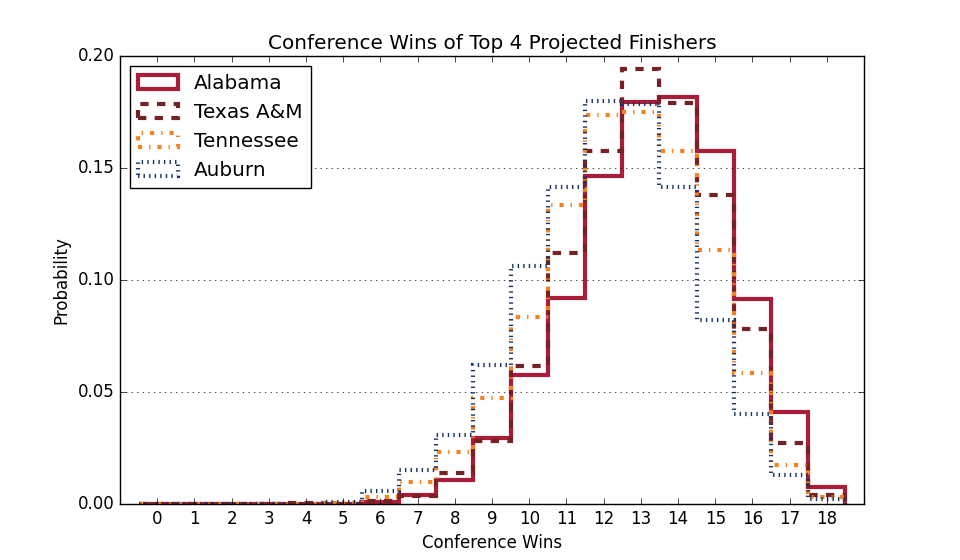 Conference Wins of Top 4 Projected Finishers
Alabama
Texas A&M
Tennessee
Auburn
0.20
0.15
0.10
0.05
0.00
Probability
0 1 2 3 4 5 6 7 8 9 10 11 12 13 14 15 16 17 18
Conference Wins